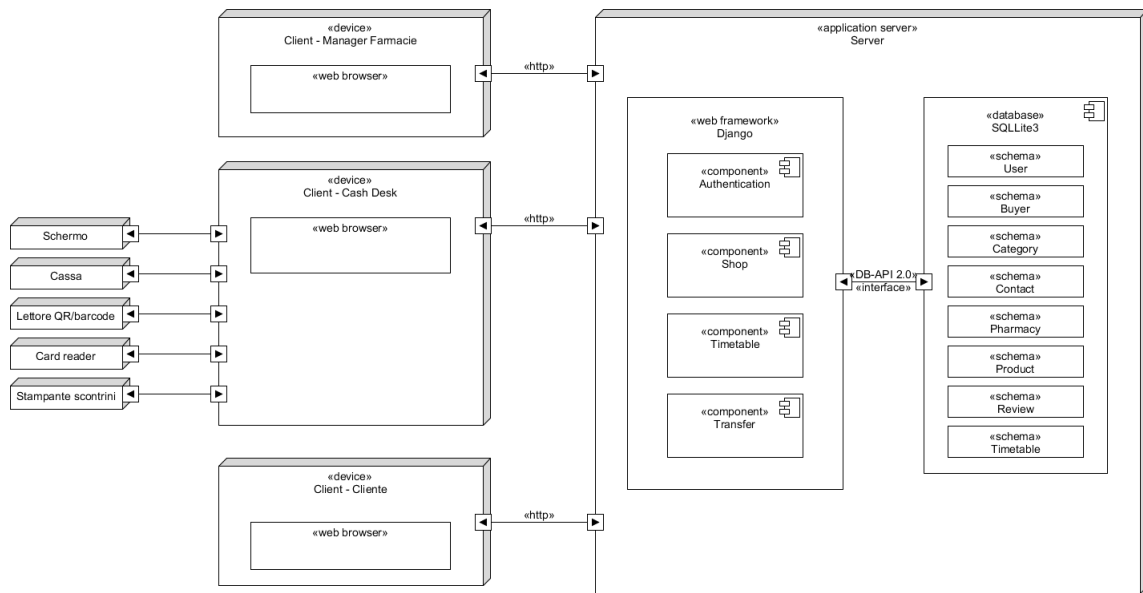 «device»
Client - Manager Farmacie
«web browser»
«http»
«device»
Client - Cash Desk
«web browser»
«http»
Schermo
Cassa
Lettore QR/barcode
Card reader
Stampante scontrini
«device»
Client - Cliente
«web browser»
«http»
«application server»
Server
«web framework»
Django
«component»
Authentication
«component»
Shop
«component»
Timetable
«component»
Transfer
«DB-API 2.0»
«interface»
«database»
SQLLite3
«schema»
User
«schema»
Buyer
«schema»
Category
«schema»
Contact
«schema»
Pharmacy
«schema»
Product
«schema»
Review
«schema»
Timetable